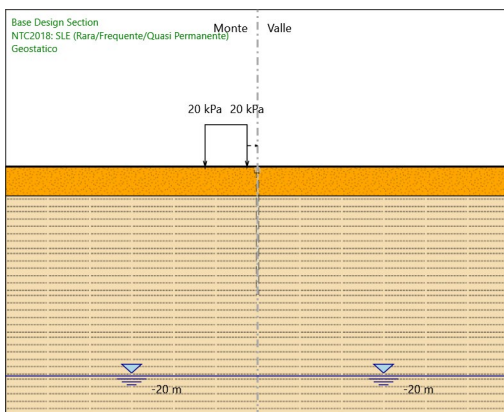 Base Design Section
NTC2018: SLE (Rara/Frequente/Quasi Permanente)
Geostatico
Monte Valle
20 kPa 20 kPa
-20 m -20 m